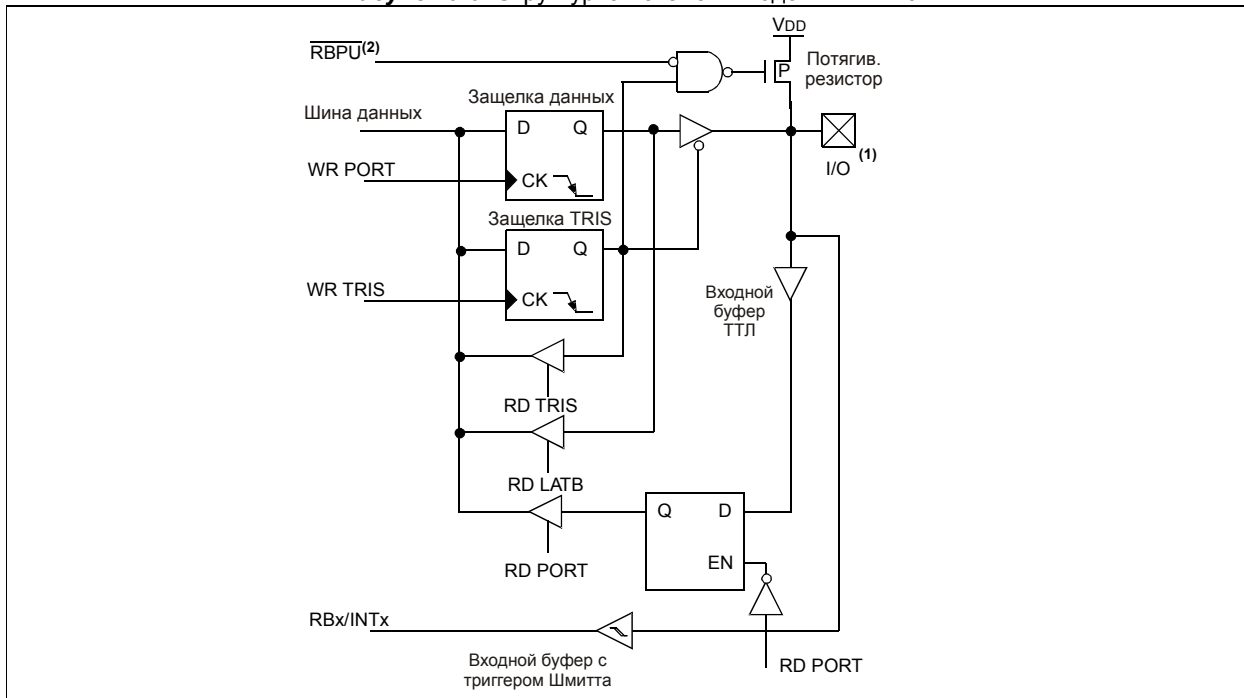 VDD
RBPU(2)
Потягив.
резистор
P
Защелка данных
Шина данных
D Q
I/O (1)
WR PORT
CK
Защелка TRIS
D Q
WR TRIS
CK
Входной
буфер
ТТЛ
RD TRIS
RD LATB
Q D
EN
RD PORT
RBx/INTx
RD PORT
Входной буфер с
триггером Шмитта